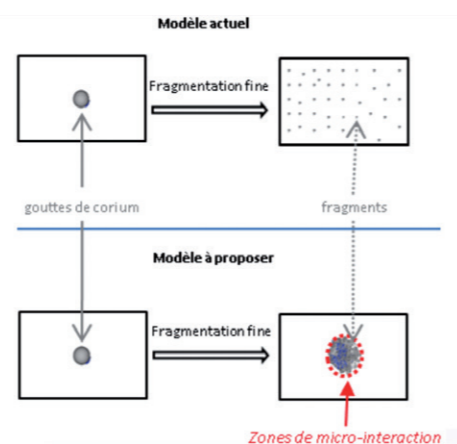 Modèle actuel
Fragmentation fine
gouttes de corium
fragments
Modèle à proposer
Fragmentation fine
Zones de micro-interaction